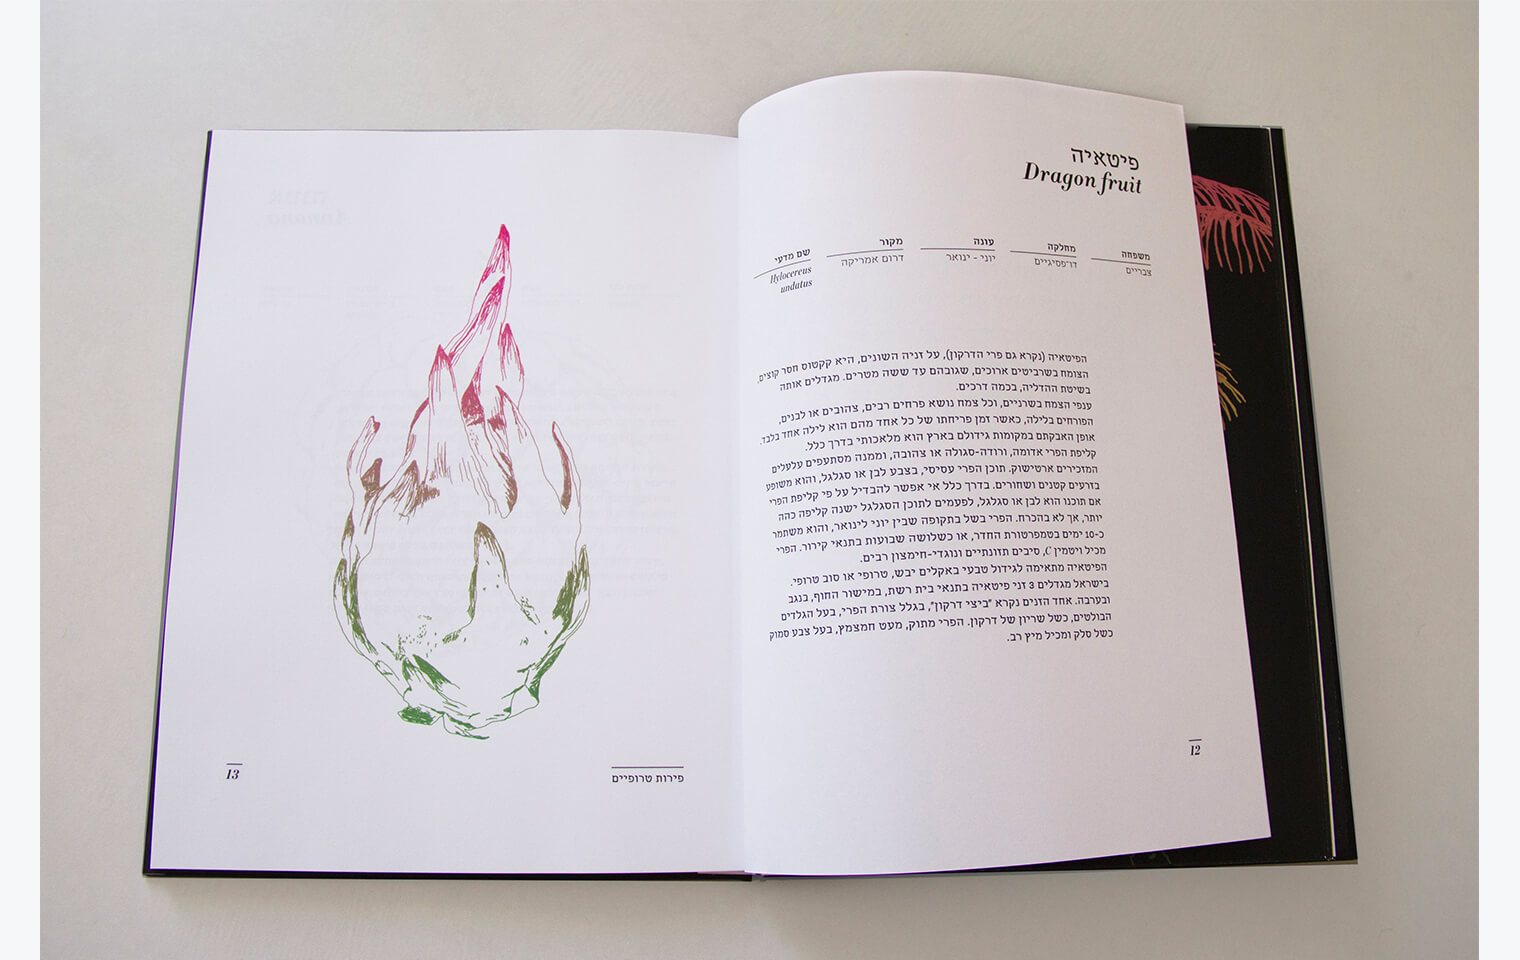 פיטאיה
Dragon fruit
משפחה
צבריים
מחלקה
דו־פסיגיים
עונה
יוני - ינואר
מקור
דרום אמריקה
שם מדעי
Hylocereus
undatus
הפיטאיה (נקרא גם פרי הדרקון), על זניה השונים, היא קקטוס חסר קוצים,
הצומח בשרביטים ארוכים, שגובהם עד ששה מטרים. מגדלים אותה
בשיטת ההדליה, בכמה דרכים.
ענפי הצמח בשרניים, וכל צמח נושא פרחים רבים, צהובים או לבנים,
הפורחים בלילה, כאשר זמן פריחתו של כל אחד מהם הוא לילה אחד בלבד.
אופן האבקתם במקומות גידולם בארץ הוא מלאכותי בדרך כלל.
קליפת הפרי אדומה, ורודה-סגולה או צהובה, וממנה מסתעפים עלעלים
המזכירים ארטישוק. תוכן הפרי עסיסי, בצבע לבן או סגלגל, והוא משופע
בזרעים קטנים ושחורים. בדרך כלל אי אפשר להבדיל על פי קליפת הפרי
אם תוכנו הוא לבן או סגלגל, לפעמים לתוכן הסגלגל ישנה קליפה כהה
יותר, אך לא בהכרח. הפרי בשל בתקופה שבין יוני לינואר, והוא משתמר
כ-10 ימים בטמפרטורת החדר, או כשלושה שבועות בתנאי קירור. הפרי
מכיל ויטמין C, סיבים תזונתיים ונוגדי-חימצון רבים.
הפיטאיה מתאימה לגידול טבעי באקלים יבש, טרופי או סוב טרופי.
בישראל מגדלים 3 זני פיטאיה בתנאי בית רשת, במישור החוף, בנגב
ובערבה. אחד הזנים נקרא "ביצי דרקון", בגלל צורת הפרי, בעל הגלדים
הבולטים, כשל שריון של דרקון. הפרי מתוק, מעט חמצמץ, בעל צבע סמוק
כשל סלק ומכיל מיץ רב.
12
פירות טרופיים
13